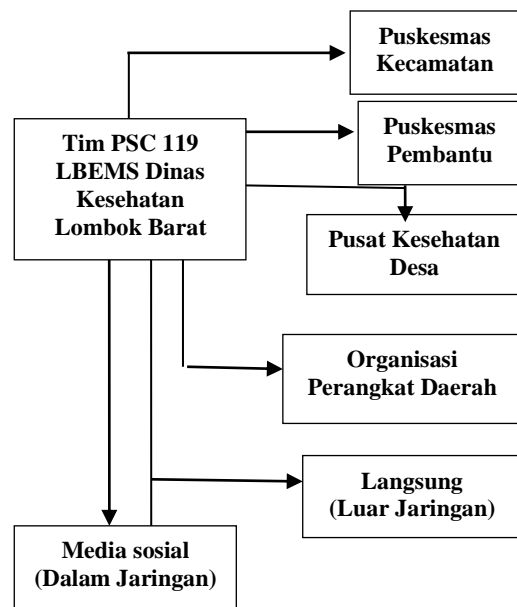 Puskesmas
Kecamatan
Tim PSC 119
LBEMS Dinas
Kesehatan
Lombok Barat
Puskesmas
Pembantu
Pusat Kesehatan
Desa
Organisasi
Perangkat Daerah
Langsung
(Luar Jaringan)
Media sosial
(Dalam Jaringan)